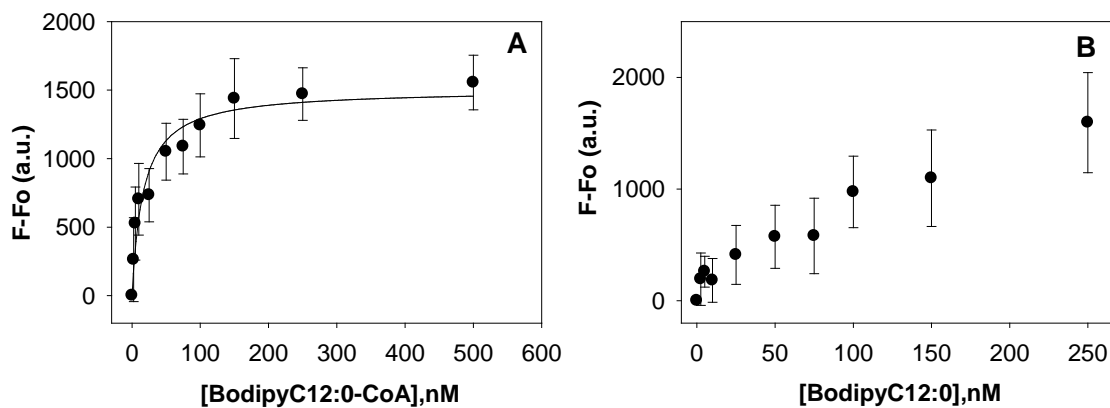 A
F-Fo (a.u.)
2000
1500
1000
500
0
0 100 200 300 400 500 600
[BodipyC12:0-CoA],nM
B
F-Fo (a.u.)
2000
1000
0
0 50 100 150 200 250
[BodipyC12:0],nM